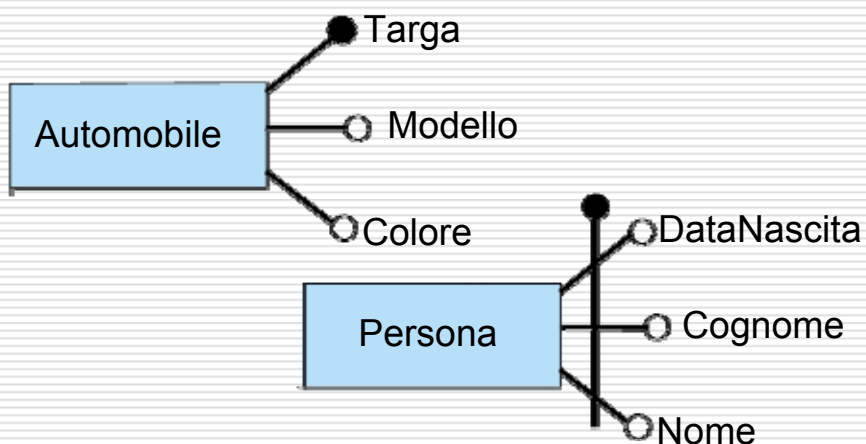 Targa
Automobile
Modello
Colore
DataNascita
Persona
Cognome
Nome